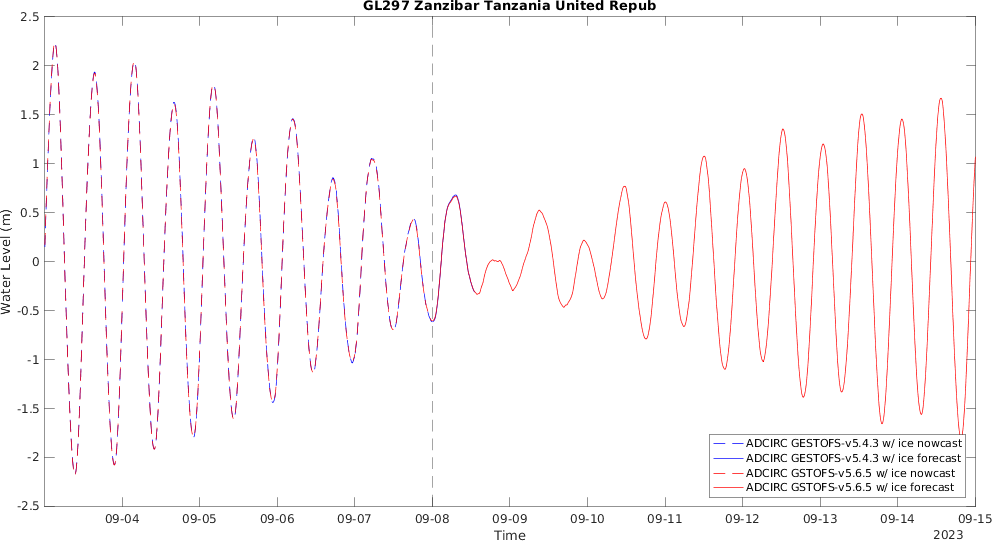 GL297 Zanzibar Tanzania United Repub
2.5
2
1.5
1
0.5
0
-0.5
-1
-1.5
-2
-2.5
Water Level (m)
ADCIRC GESTOFS-v5.4.3 w/ ice nowcast
ADCIRC GESTOFS-v5.4.3 w/ ice forecast
ADCIRC GSTOFS-v5.6.5 w/ ice nowcast
ADCIRC GSTOFS-v5.6.5 w/ ice forecast
09-04 09-05 09-06 09-07 09-08 09-09 09-10 09-11 09-12 09-13 09-14 09-15
Time
2023